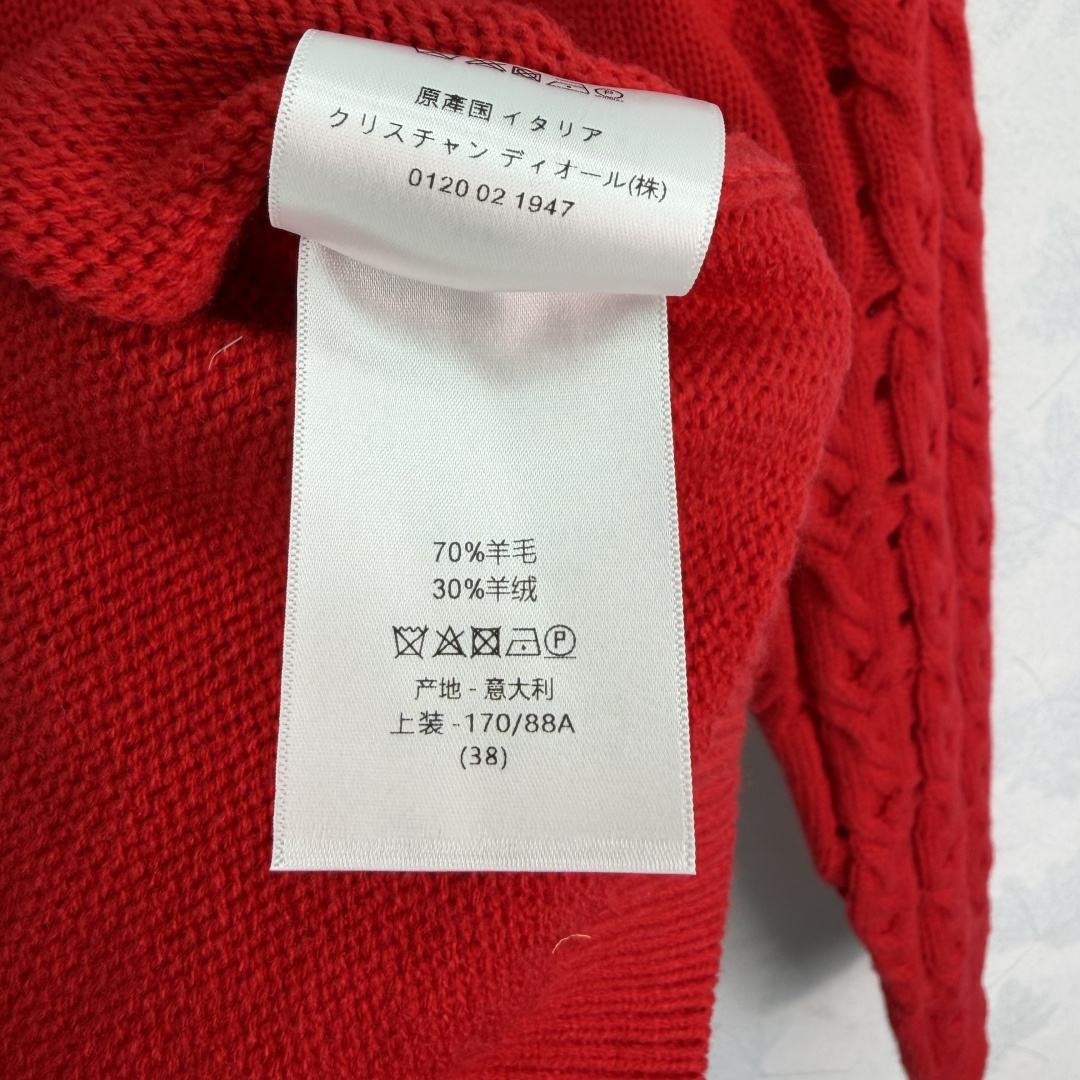 原産国 イタリア
クリスチャン ディオール(株)
0120 02 1947
70%羊毛
30%羊绒
P
产地 - 意大利
上装 -170/88A
(38)